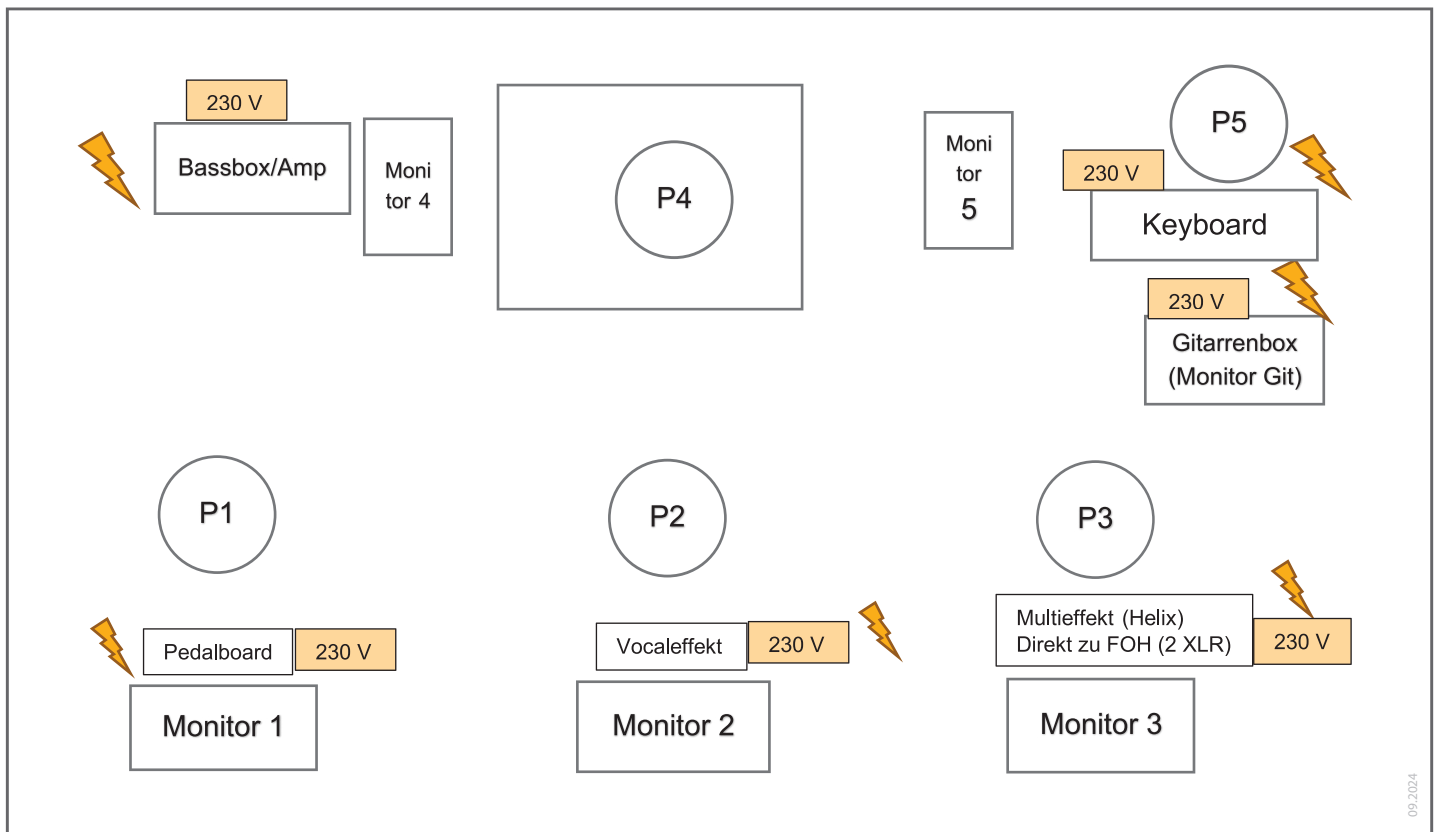 230 V
Bassbox/Amp
Moni
tor 4
P4
Moni
tor
5
P5
230 V
Keyboard
230 V
Gitarrenbox
(Monitor Git)
P1
P2
P3
Pedalboard
230 V
Vocaleffekt
230 V
Multieffekt (Helix)
Direkt zu FOH (2 XLR)
230 V
Monitor 1
Monitor 2
Monitor 3
09.2024